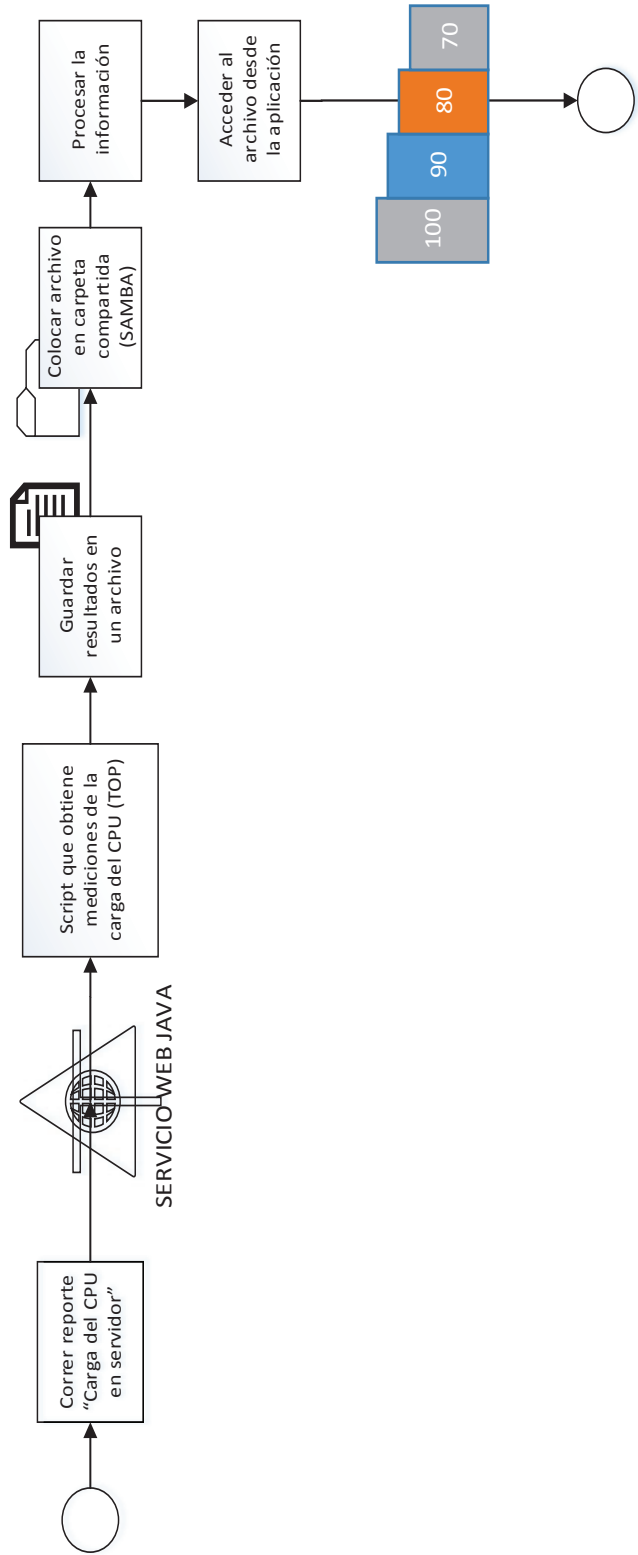 Correr reporte
“Carga del CPU
en servidor”
SERVICIO WEB JAVA
Script que obtiene
mediciones de la
carga del CPU (TOP)
Guardar
resultados en
un archivo
Colocar archivo
en carpeta
compartida
(SAMBA)
Procesar la
información
Acceder al
archivo desde
la aplicación
100
90
80
70